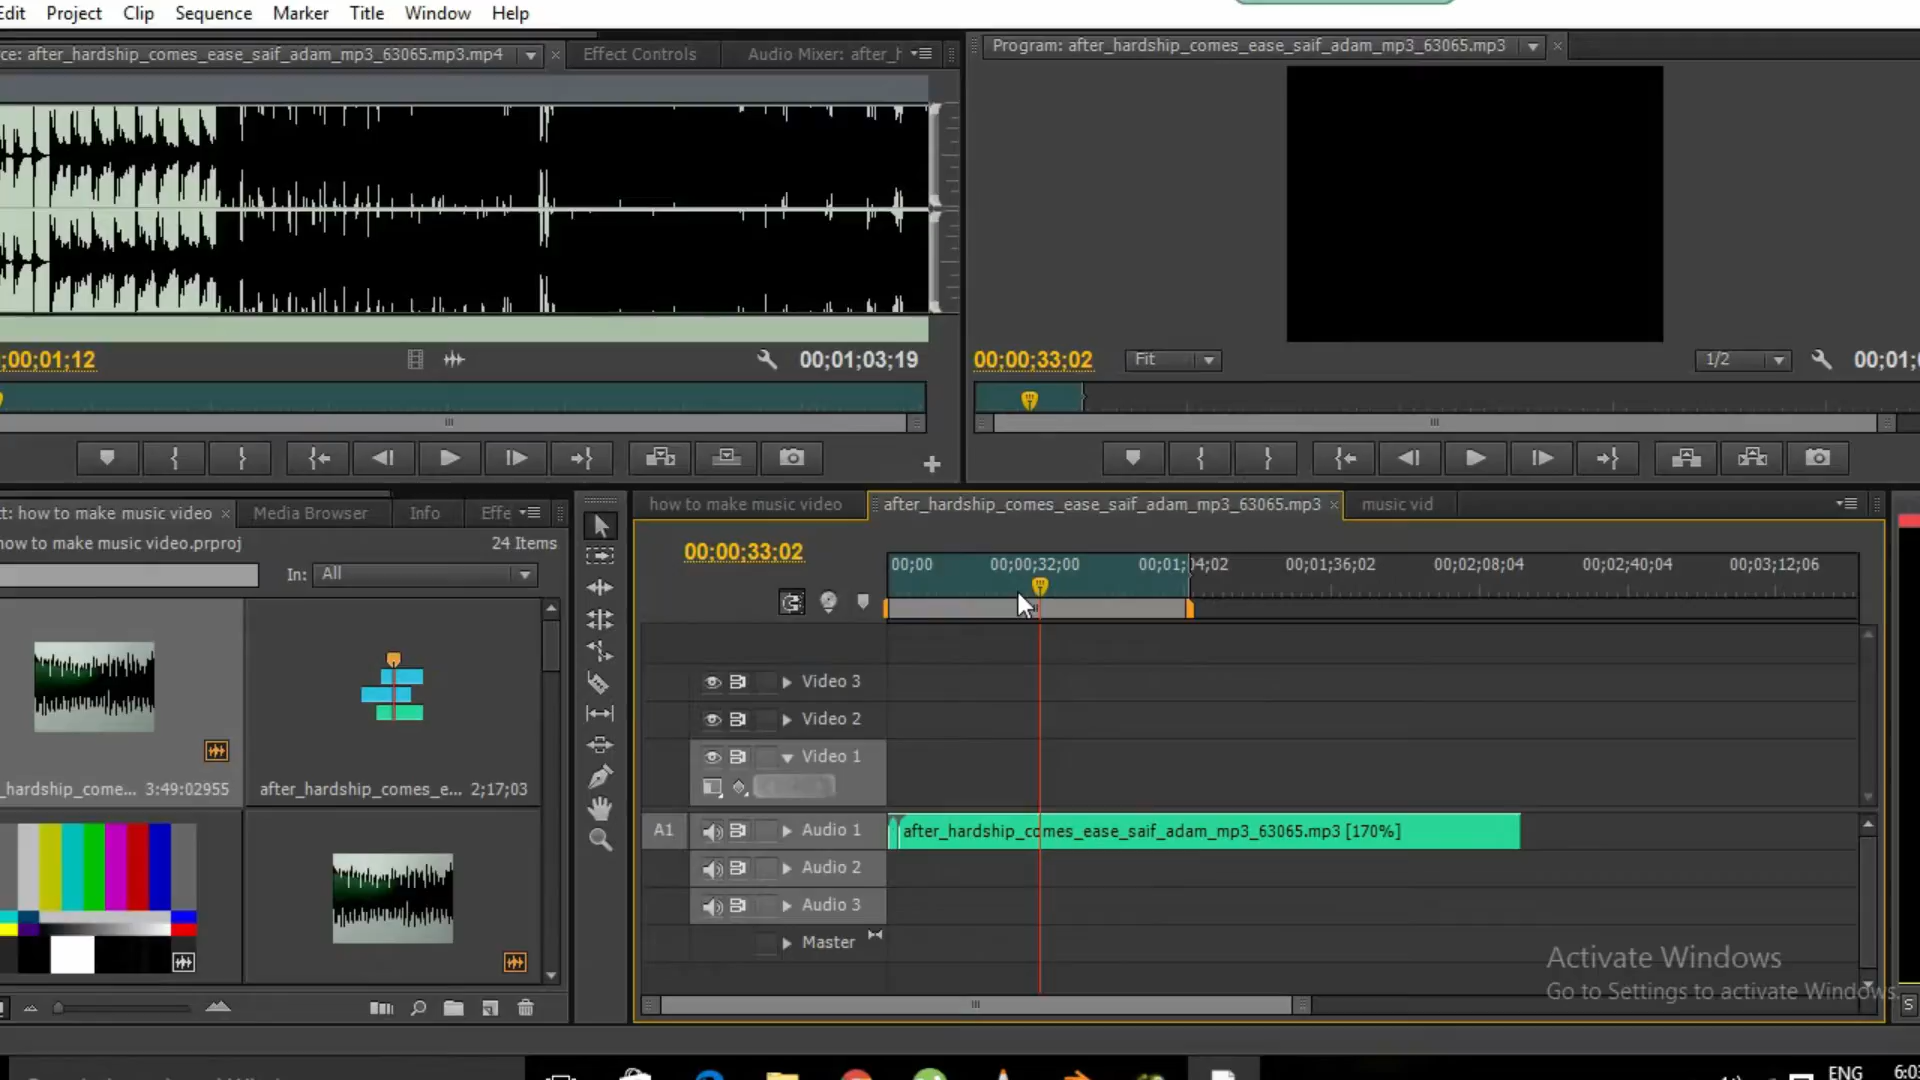 Edit Project Clip Sequence Marker Title Window Help
ce: after_hardship_comes_ease_saif_adam_mp3_63065.mp3.mp4
Effect Controls
Audio Mixer: after_h
Program: after_hardship_comes_ease_saif_adam_mp3_63065.mp3
;00;01;12
00;01;03;19
00;00;33;02
Fit
1/2
00;01;
t: how to make music video
Media Browser
Info
Effe
how to make music video.prproj
24 Items
In: All
_hardship_come... 3:49:02955
after_hardship_comes_e... 2;17;03
how to make music video
after_hardship_comes_ease_saif_adam_mp3_63065.mp3
music vid
00;00;33;02
00;00 00;00;32;00 00;01;04;02 00;01;36;02 00;02;08;04 00;02;40;04 00;03;12;06
Video 3
Video 2
Video 1
A1 Audio 1
after_hardship_comes_ease_saif_adam_mp3_63065.mp3 [170%]
Audio 2
Audio 3
Master
Activate Windows
Go to Settings to activate Windows.
S
ENG
6:03